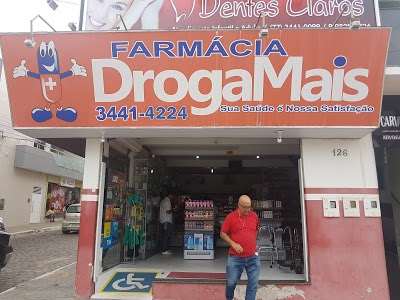 Dentes Claros
FARMÁCIA
DrogaMais
3441-4224
Sua Saúde é Nossa Satisfação
126